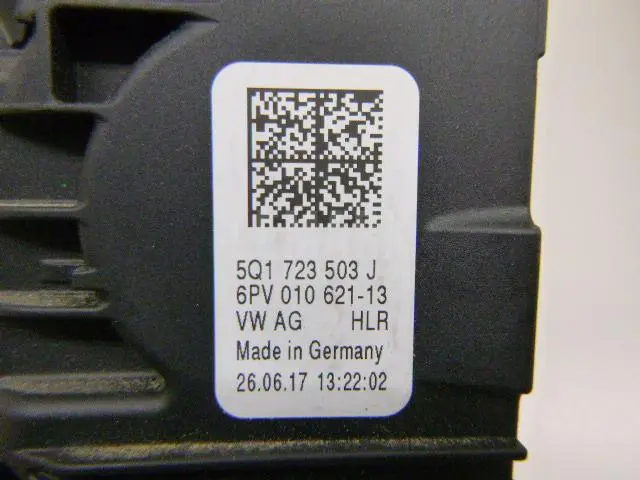 5Q1 723 503 J
6PV 010 621-13
VW AG HLR
Made in Germany
26.06.17 13:22:02